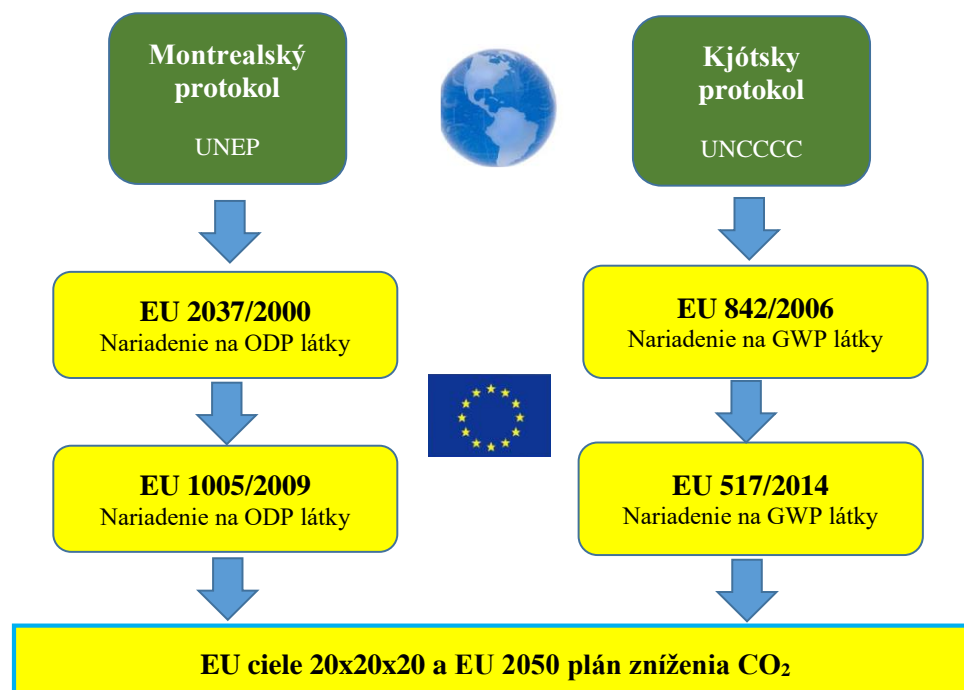 Montrealský
protokol
UNEP
Kjótsky
protokol
UNCCCC
EU 2037/2000
Nariadenie na ODP látky
EU 842/2006
Nariadenie na GWP látky
EU 1005/2009
Nariadenie na ODP látky
EU 517/2014
Nariadenie na GWP látky
EU ciele 20x20x20 a EU 2050 plán zníženia CO₂